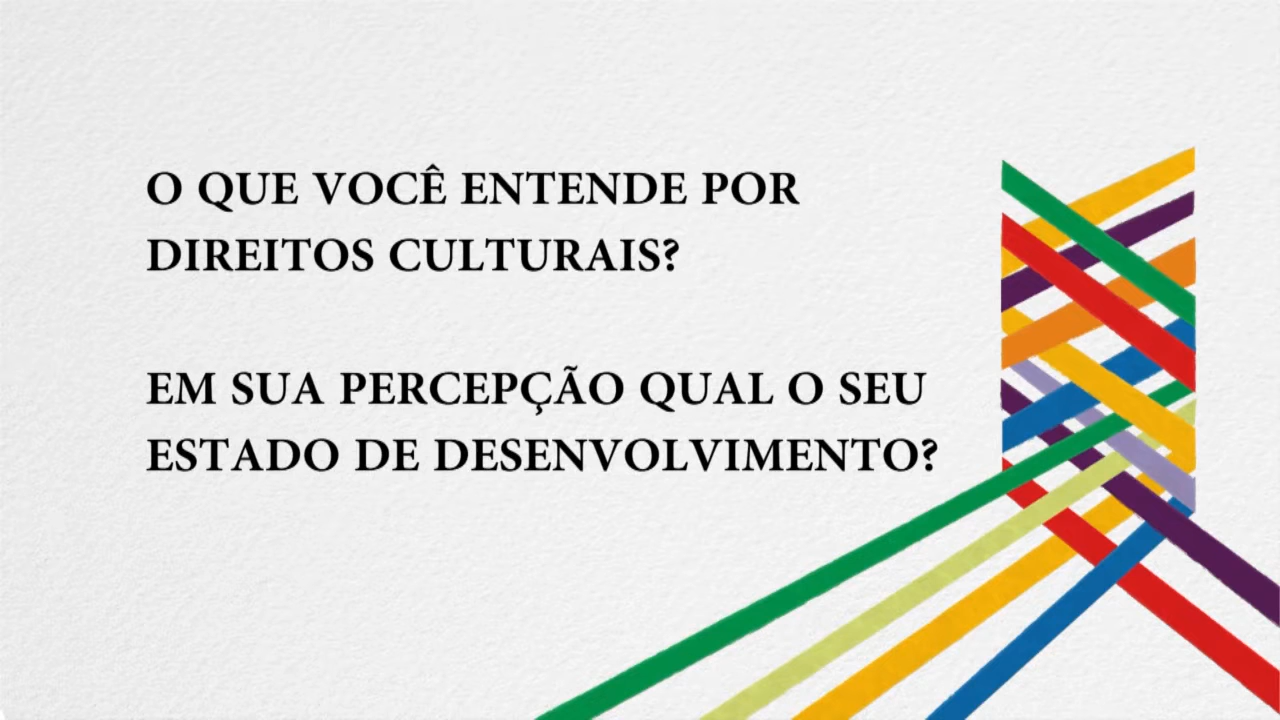 O QUE VOCÊ ENTENDE POR
DIREITOS CULTURAIS?
EM SUA PERCEPÇÃO QUAL O SEU
ESTADO DE DESENVOLVIMENTO?